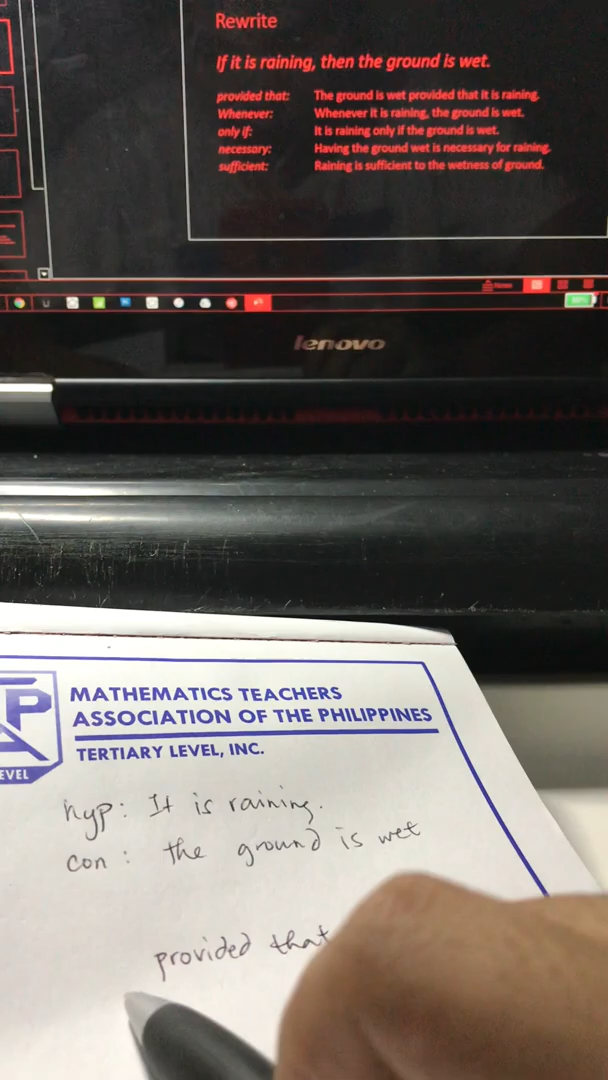 Rewrite
If it is raining, then the ground is wet.
provided that: The ground is wet provided that it is raining.
Whenever: Whenever it is raining, the ground is wet.
only if: It is raining only if the ground is wet.
necessary: Having the ground wet is necessary for raining.
sufficient: Raining is sufficient to the wetness of ground.
Notes
lenovo
P
EVEL
MATHEMATICS TEACHERS
ASSOCIATION OF THE PHILIPPINES
TERTIARY LEVEL, INC.
hyp: It is raining.
con: the ground is wet
provided that